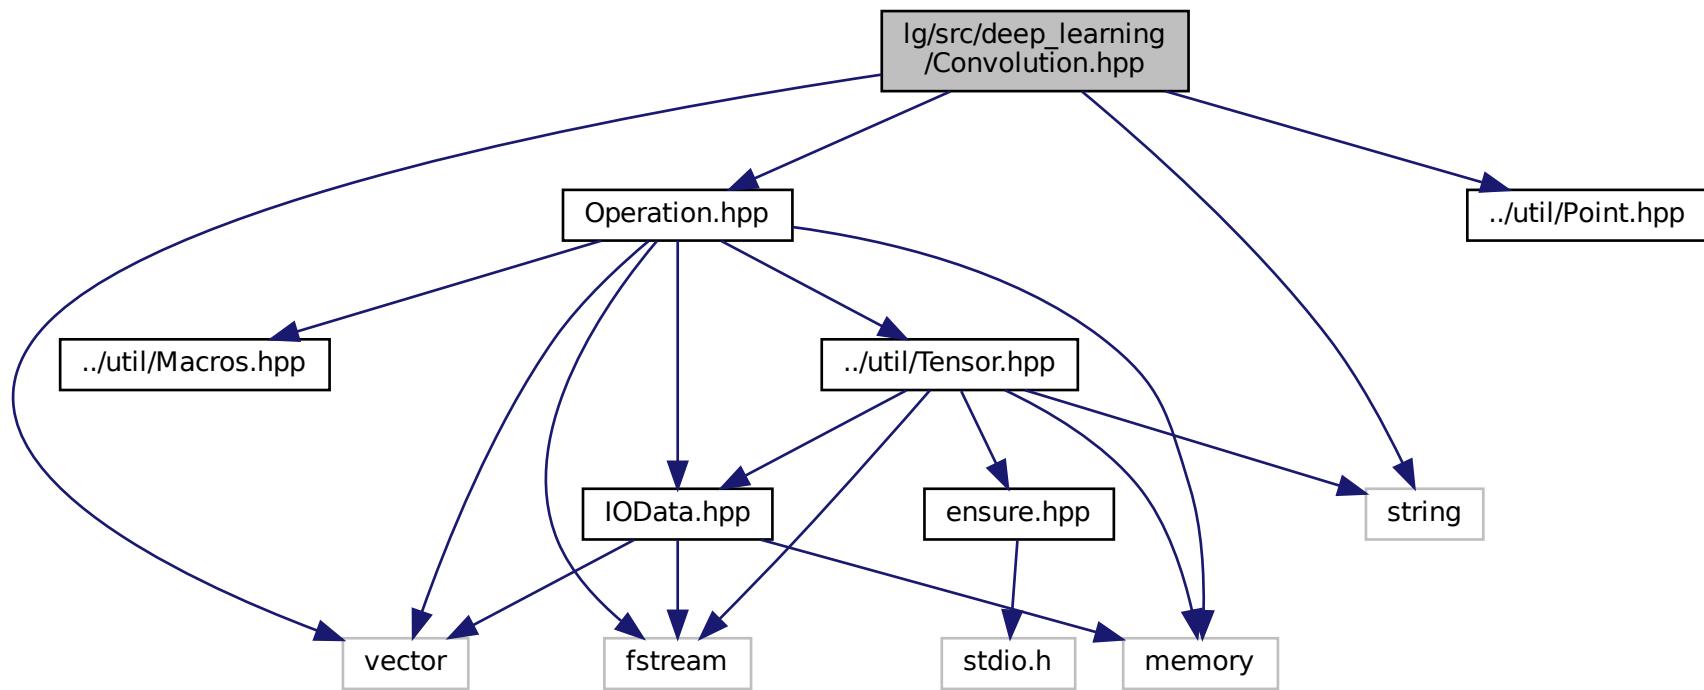 lg/src/deep_learning
/Convolution.hpp
Operation.hpp
../util/Point.hpp
../util/Macros.hpp
../util/Tensor.hpp
IOData.hpp
ensure.hpp
string
vector
fstream
stdio.h
memory